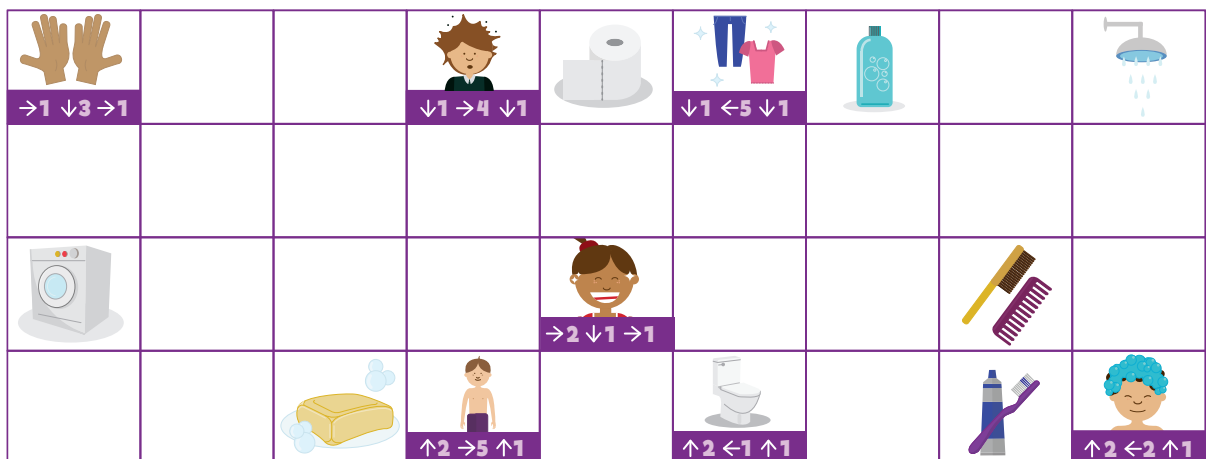 →1 ↓3 →1
↓1 →4 ↓1
↓1 ←5 ↓1
→2 ↓1 →1
↑2 →5 ↑1
↑2 ←1 ↑1
↑2 ←2 ↑1